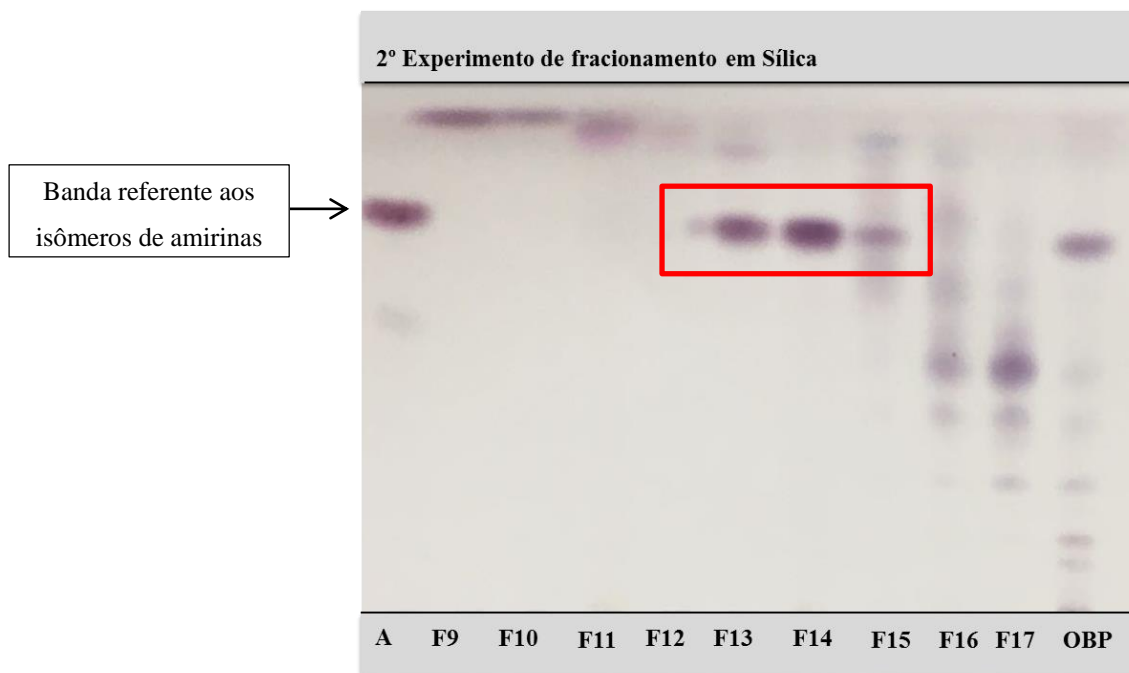 2º Experimento de fracionamento em Sílica
Banda referente aos
isômeros de amirinas
A F9 F10 F11 F12 F13 F14 F15 F16 F17 OBP